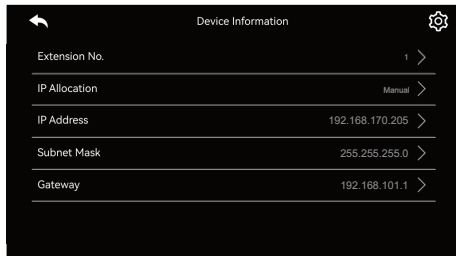 Device Information
Extension No. 1
IP Allocation Manual
IP Address 192.168.170.205
Subnet Mask 255.255.255.0
Gateway 192.168.101.1